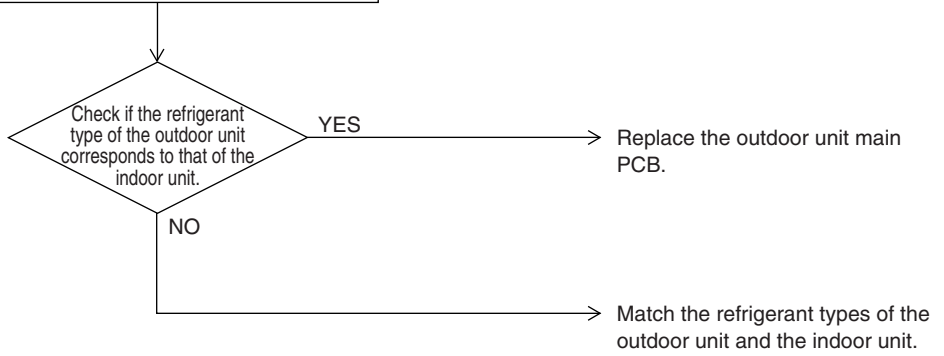 Check if the refrigerant
type of the outdoor unit
corresponds to that of the
indoor unit.
YES
Replace the outdoor unit main
PCB.
NO
Match the refrigerant types of the
outdoor unit and the indoor unit.